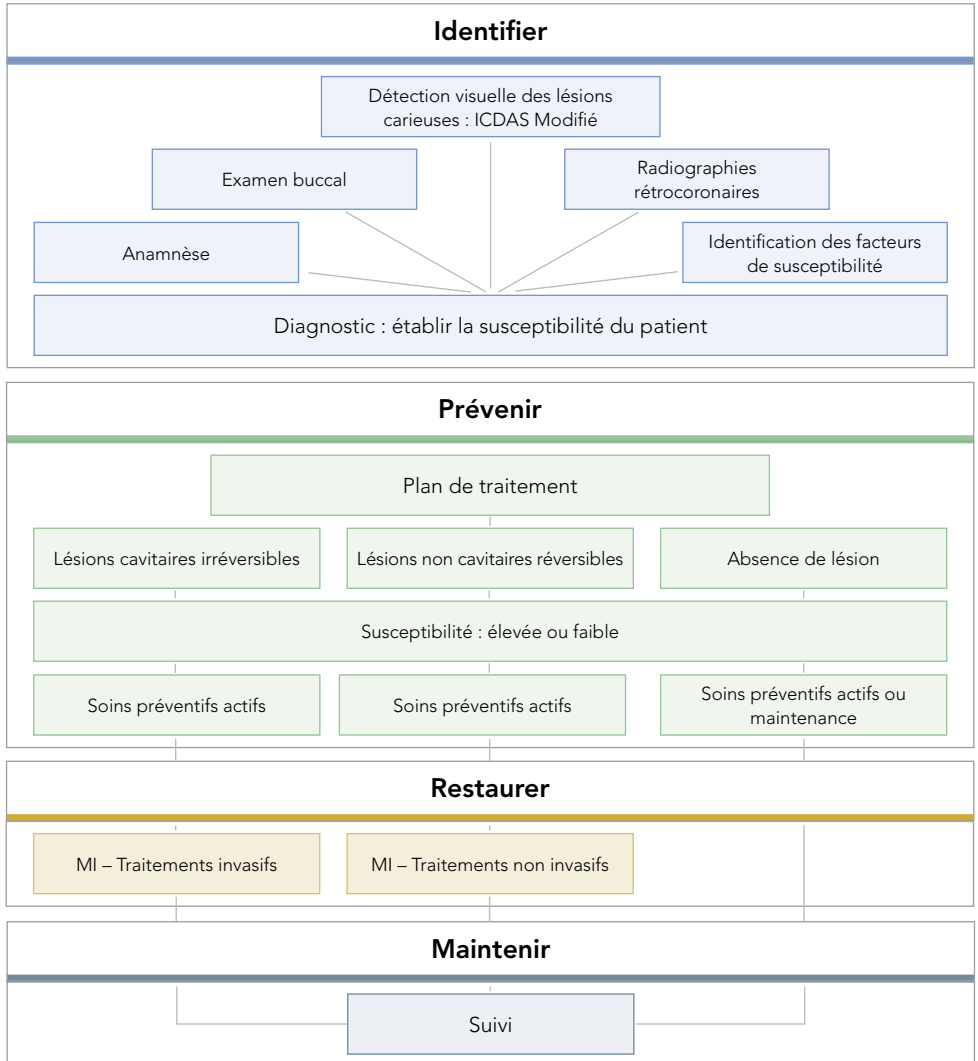 Identifier
Détection visuelle des lésions
carieuses : ICDAS Modifié
Examen buccal
Radiographies
rétrocoronaires
Anamnèse
Identification des facteurs
de susceptibilité
Diagnostic : établir la susceptibilité du patient
Prévenir
Plan de traitement
Lésions cavitaires irréversibles
Lésions non cavitaires réversibles
Absence de lésion
Susceptibilité : élevée ou faible
Soins préventifs actifs
Soins préventifs actifs
Soins préventifs actifs ou
maintenance
Restaurer
MI – Traitements invasifs
MI – Traitements non invasifs
Maintenir
Suivi